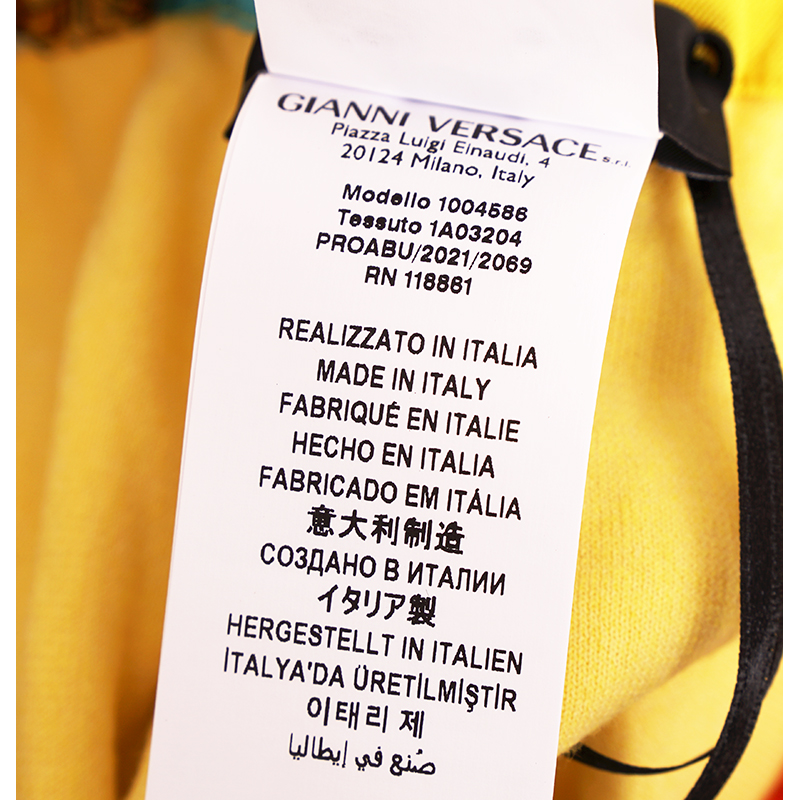 GIANNI VERSACE s.r.l.
Piazza Luigi Einaudi, 4
20124 Milano, Italy
Modello 1004586
Tessuto 1A03204
PROABU/2021/2069
RN 118861
REALIZZATO IN ITALIA
MADE IN ITALY
FABRIQUÉ EN ITALIE
HECHO EN ITALIA
FABRICADO EM ITÁLIA
意大利制造
СОЗДАНО В ИТАЛИИ
イタリア製
HERGESTELLT IN ITALIEN
İTALYA'DA ÜRETİLMİŞTİR
이태리 제
صُنع في إيطاليا